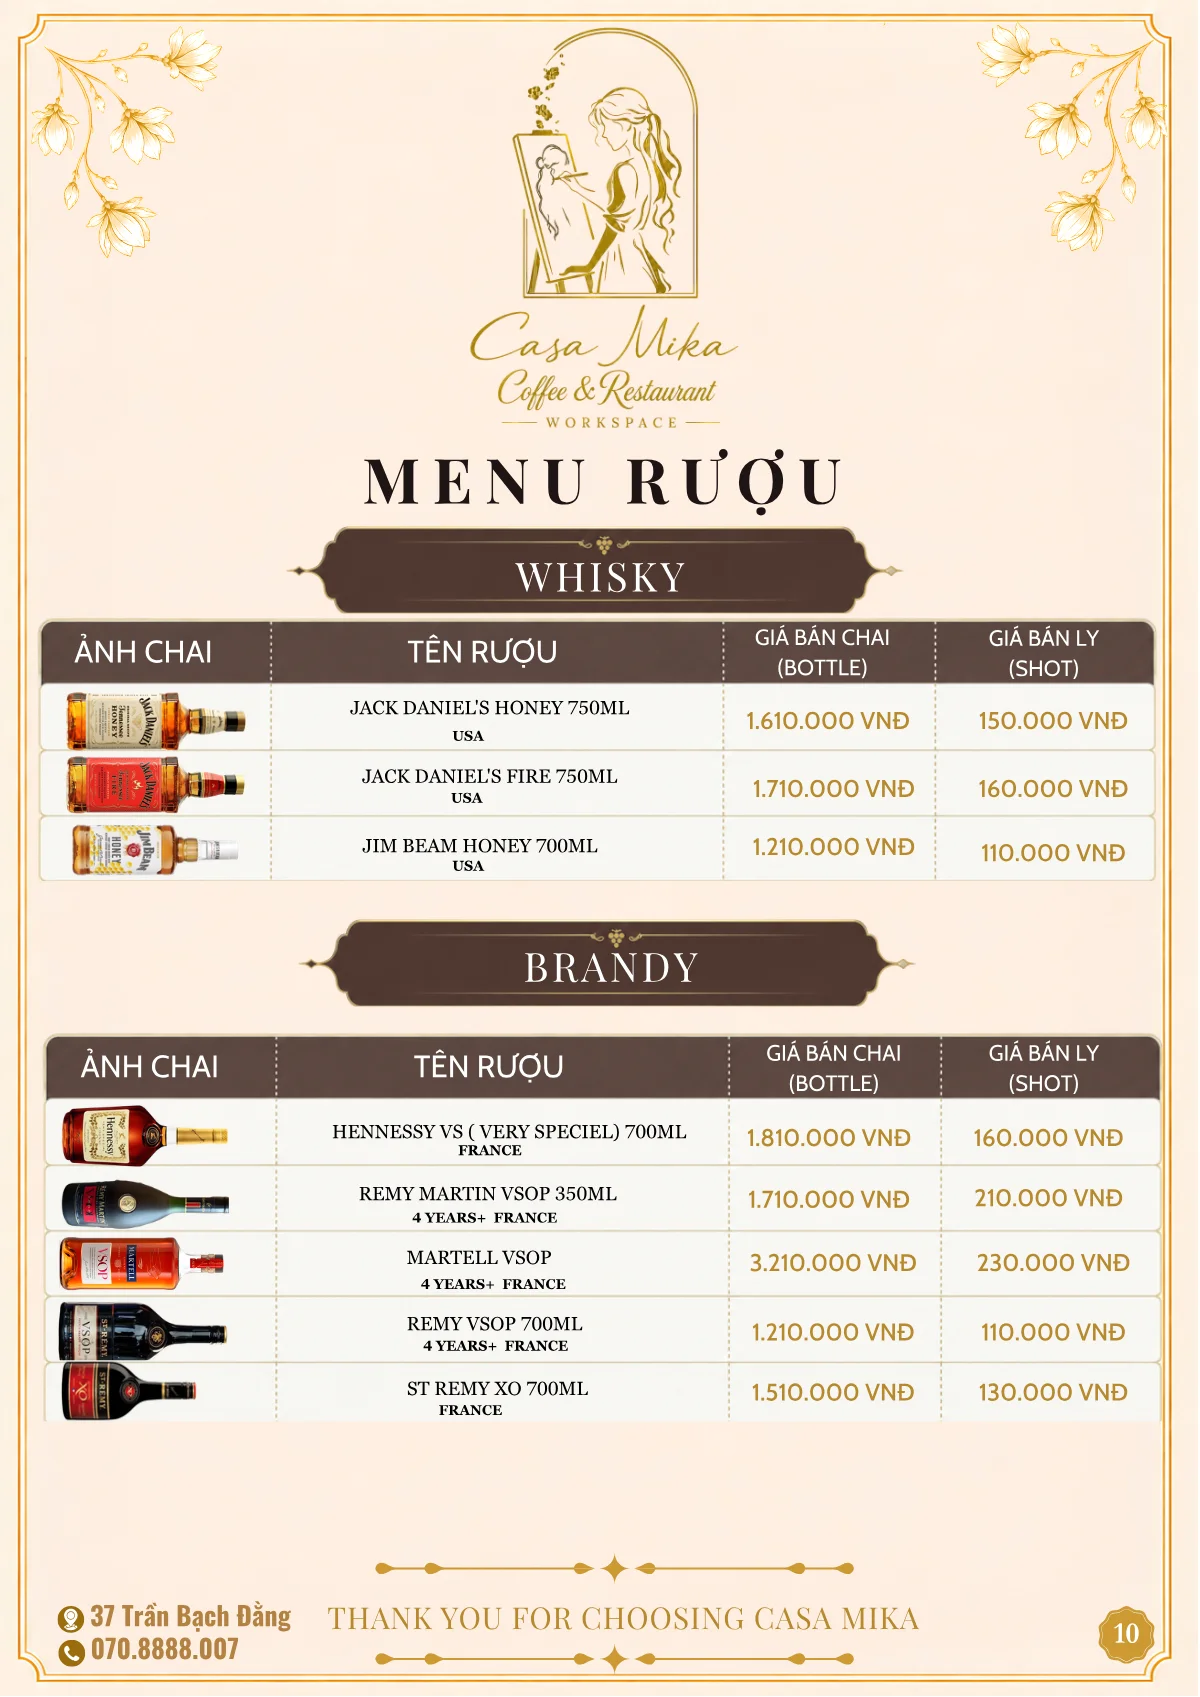 Casa Mika
Coffee & Restaurant
WORKSPACE
MENU RƯỢU
WHISKY
ẢNH CHAI TÊN RƯỢU GIÁ BÁN CHAI (BOTTLE) GIÁ BÁN LY (SHOT)
JACK DANIEL'S HONEY 750ML 1.610.000 VNĐ 150.000 VNĐ
USA
JACK DANIEL'S FIRE 750ML 1.710.000 VNĐ 160.000 VNĐ
USA
JIM BEAM HONEY 700ML 1.210.000 VNĐ 110.000 VNĐ
USA
BRANDY
ẢNH CHAI TÊN RƯỢU GIÁ BÁN CHAI (BOTTLE) GIÁ BÁN LY (SHOT)
HENNESSY VS ( VERY SPECIEL) 700ML 1.810.000 VNĐ 160.000 VNĐ
FRANCE
REMY MARTIN VSOP 350ML 1.710.000 VNĐ 210.000 VNĐ
4 YEARS+ FRANCE
MARTELL VSOP 3.210.000 VNĐ 230.000 VNĐ
4 YEARS+ FRANCE
REMY VSOP 700ML 1.210.000 VNĐ 110.000 VNĐ
4 YEARS+ FRANCE
ST REMY XO 700ML 1.510.000 VNĐ 130.000 VNĐ
FRANCE
37 Trần Bạch Đằng
070.8888.007
THANK YOU FOR CHOOSING CASA MIKA
10